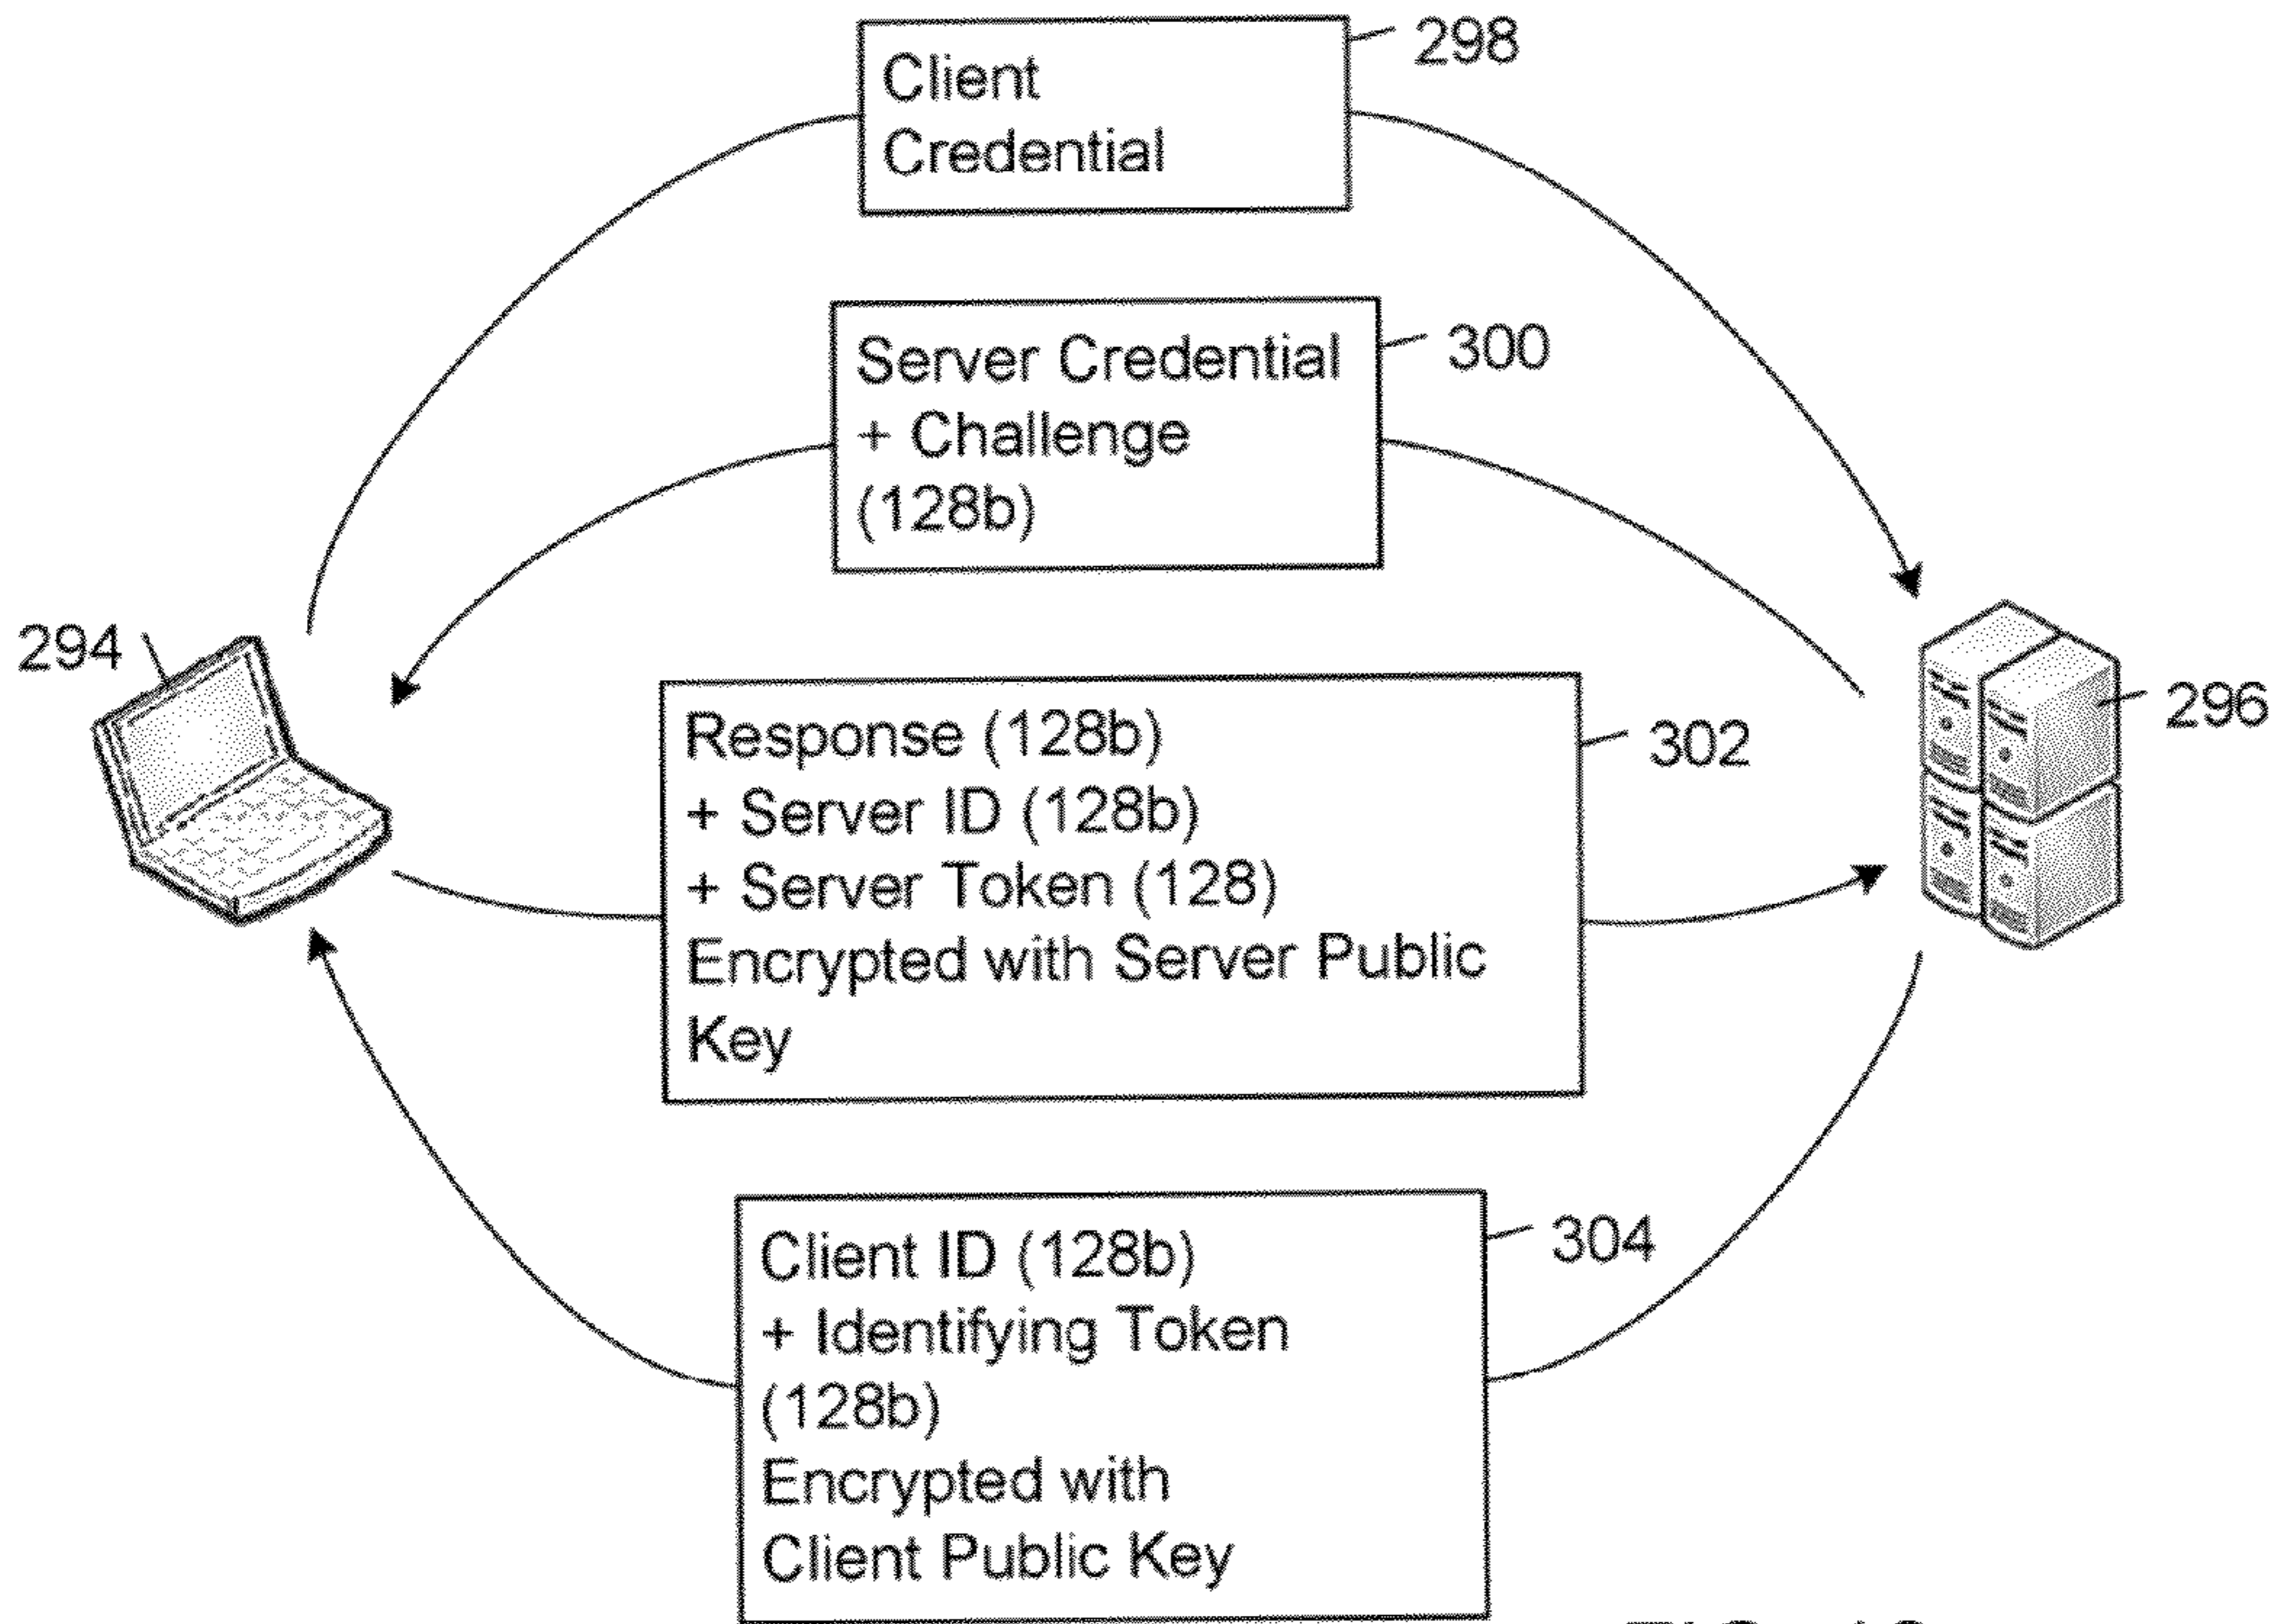 298
Client
Credential
300
Server Credential
+ Challenge
(128b)
294
296
302
Response (128b)
+ Server ID (128b)
+ Server Token (128)
Encrypted with Server Public
Key
304
Client ID (128b)
+ Identifying Token
(128b)
Encrypted with
Client Public Key